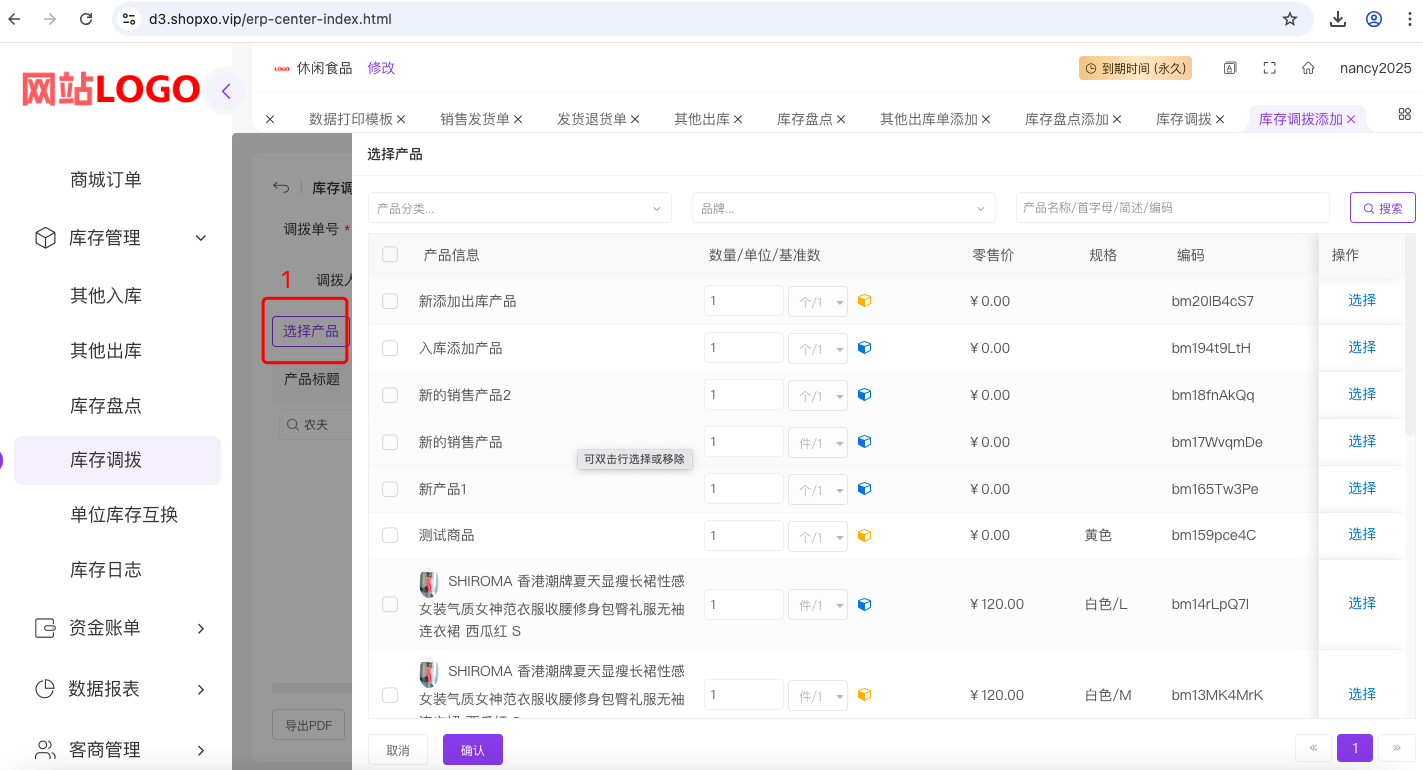 d3.shopxo.vip/erp-center-index.html
网站LOGO
LOGO 休闲食品 修改
到期时间 (永久)
nancy2025
数据打印模板
销售发货单
发货退货单
其他出库
库存盘点
其他出库单添加
库存盘点添加
库存调拨
库存调拨添加
商城订单
库存管理
其他入库
其他出库
库存盘点
库存调拨
单位库存互换
库存日志
资金账单
数据报表
客商管理
库存调
调拨单号 *
1
调拨人
选择产品
产品标题
农夫
导出PDF
选择产品
产品分类...
品牌...
产品名称/首字母/简述/编码
搜索
产品信息 数量/单位/基准数 零售价 规格 编码 操作
新添加出库产品 1 个/1 ¥0.00 bm20IB4cS7 选择
入库添加产品 1 个/1 ¥0.00 bm194t9LtH 选择
新的销售产品2 1 个/1 ¥0.00 bm18fnAkQq 选择
新的销售产品 1 件/1 ¥0.00 bm17WvqmDe 选择
可双击行选择或移除
新产品1 1 个/1 ¥0.00 bm165Tw3Pe 选择
测试商品 1 个/1 ¥0.00 黄色 bm159pce4C 选择
SHIROMA 香港潮牌夏天显瘦长裙性感
女装气质女神范衣服收腰修身包臀礼服无袖
连衣裙 西瓜红 S
1 件/1 ¥120.00 白色/L bm14rLpQ7l 选择
SHIROMA 香港潮牌夏天显瘦长裙性感
女装气质女神范衣服收腰修身包臀礼服无袖
连衣裙 西瓜红 S
1 件/1 ¥120.00 白色/M bm13MK4MrK 选择
取消
确认
« 1 »